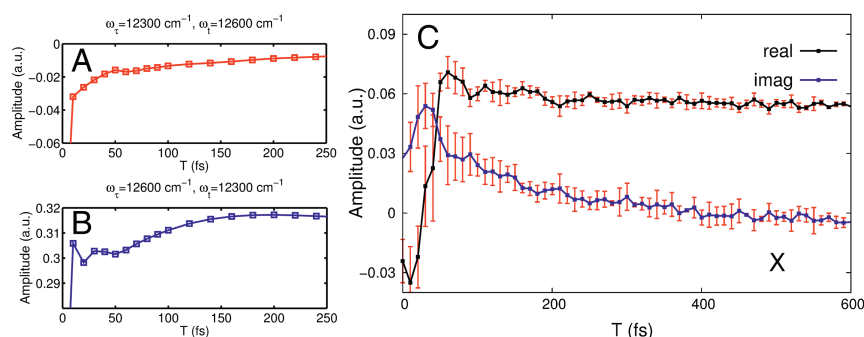 ωτ=12300 cm⁻¹, ωt=12600 cm⁻¹
A
Amplitude (a.u.)
0
−0.02
−0.04
−0.06
0 50 100 150 200 250
T (fs)
ωτ=12600 cm⁻¹, ωt=12300 cm⁻¹
B
Amplitude (a.u.)
0.32
0.31
0.3
0.29
0 50 100 150 200 250
T (fs)
C
real
imag
Amplitude (a.u.)
0.09
0.06
0.03
0
−0.03
X
0 200 400 600
T (fs)